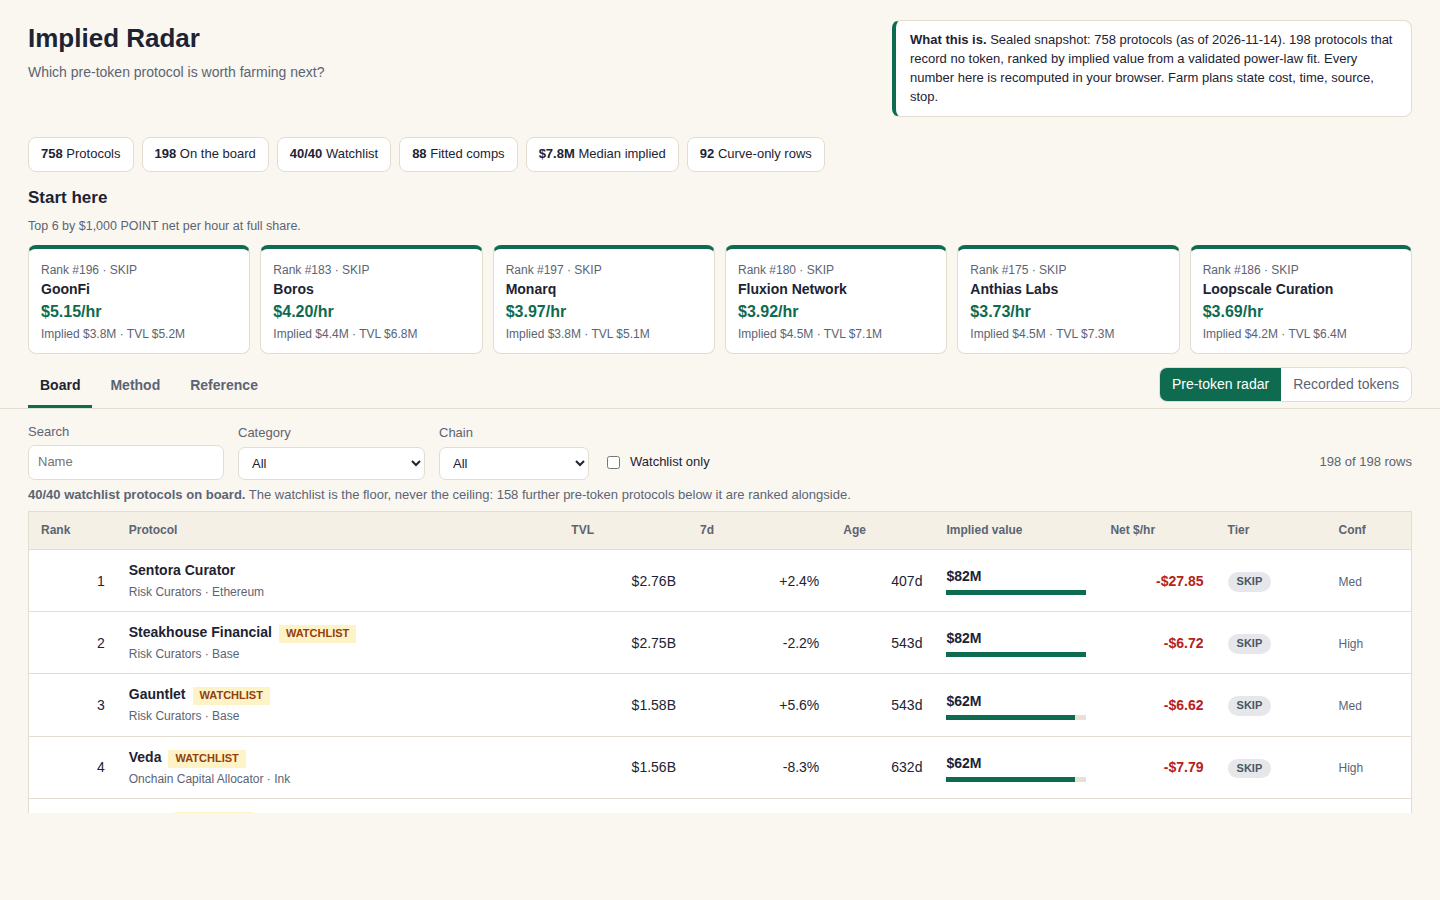 Implied Radar
Which pre-token protocol is worth farming next?
What this is. Sealed snapshot: 758 protocols (as of 2026-11-14). 198 protocols that
record no token, ranked by implied value from a validated power-law fit. Every
number here is recomputed in your browser. Farm plans state cost, time, source,
stop.
758 Protocols
198 On the board
40/40 Watchlist
88 Fitted comps
$7.8M Median implied
92 Curve-only rows
Start here
Top 6 by $1,000 POINT net per hour at full share.
Rank #196 · SKIP
GoonFi
$5.15/hr
Implied $3.8M · TVL $5.2M
Rank #183 · SKIP
Boros
$4.20/hr
Implied $4.4M · TVL $6.8M
Rank #197 · SKIP
Monarq
$3.97/hr
Implied $3.8M · TVL $5.1M
Rank #180 · SKIP
Fluxion Network
$3.92/hr
Implied $4.5M · TVL $7.1M
Rank #175 · SKIP
Anthias Labs
$3.73/hr
Implied $4.5M · TVL $7.3M
Rank #186 · SKIP
Loopscale Curation
$3.69/hr
Implied $4.2M · TVL $6.4M
Board Method Reference
Pre-token radar Recorded tokens
Search
Name
Category
All
Chain
All
Watchlist only
198 of 198 rows
40/40 watchlist protocols on board. The watchlist is the floor, never the ceiling: 158 further pre-token protocols below it are ranked alongside.
Rank Protocol TVL 7d Age Implied value Net $/hr Tier Conf
1 Sentora Curator $2.76B +2.4% 407d $82M -$27.85 SKIP Med
Risk Curators · Ethereum
2 Steakhouse Financial WATCHLIST $2.75B -2.2% 543d $82M -$6.72 SKIP High
Risk Curators · Base
3 Gauntlet WATCHLIST $1.58B +5.6% 543d $62M -$6.62 SKIP Med
Risk Curators · Base
4 Veda WATCHLIST $1.56B -8.3% 632d $62M -$7.79 SKIP High
Onchain Capital Allocator · Ink